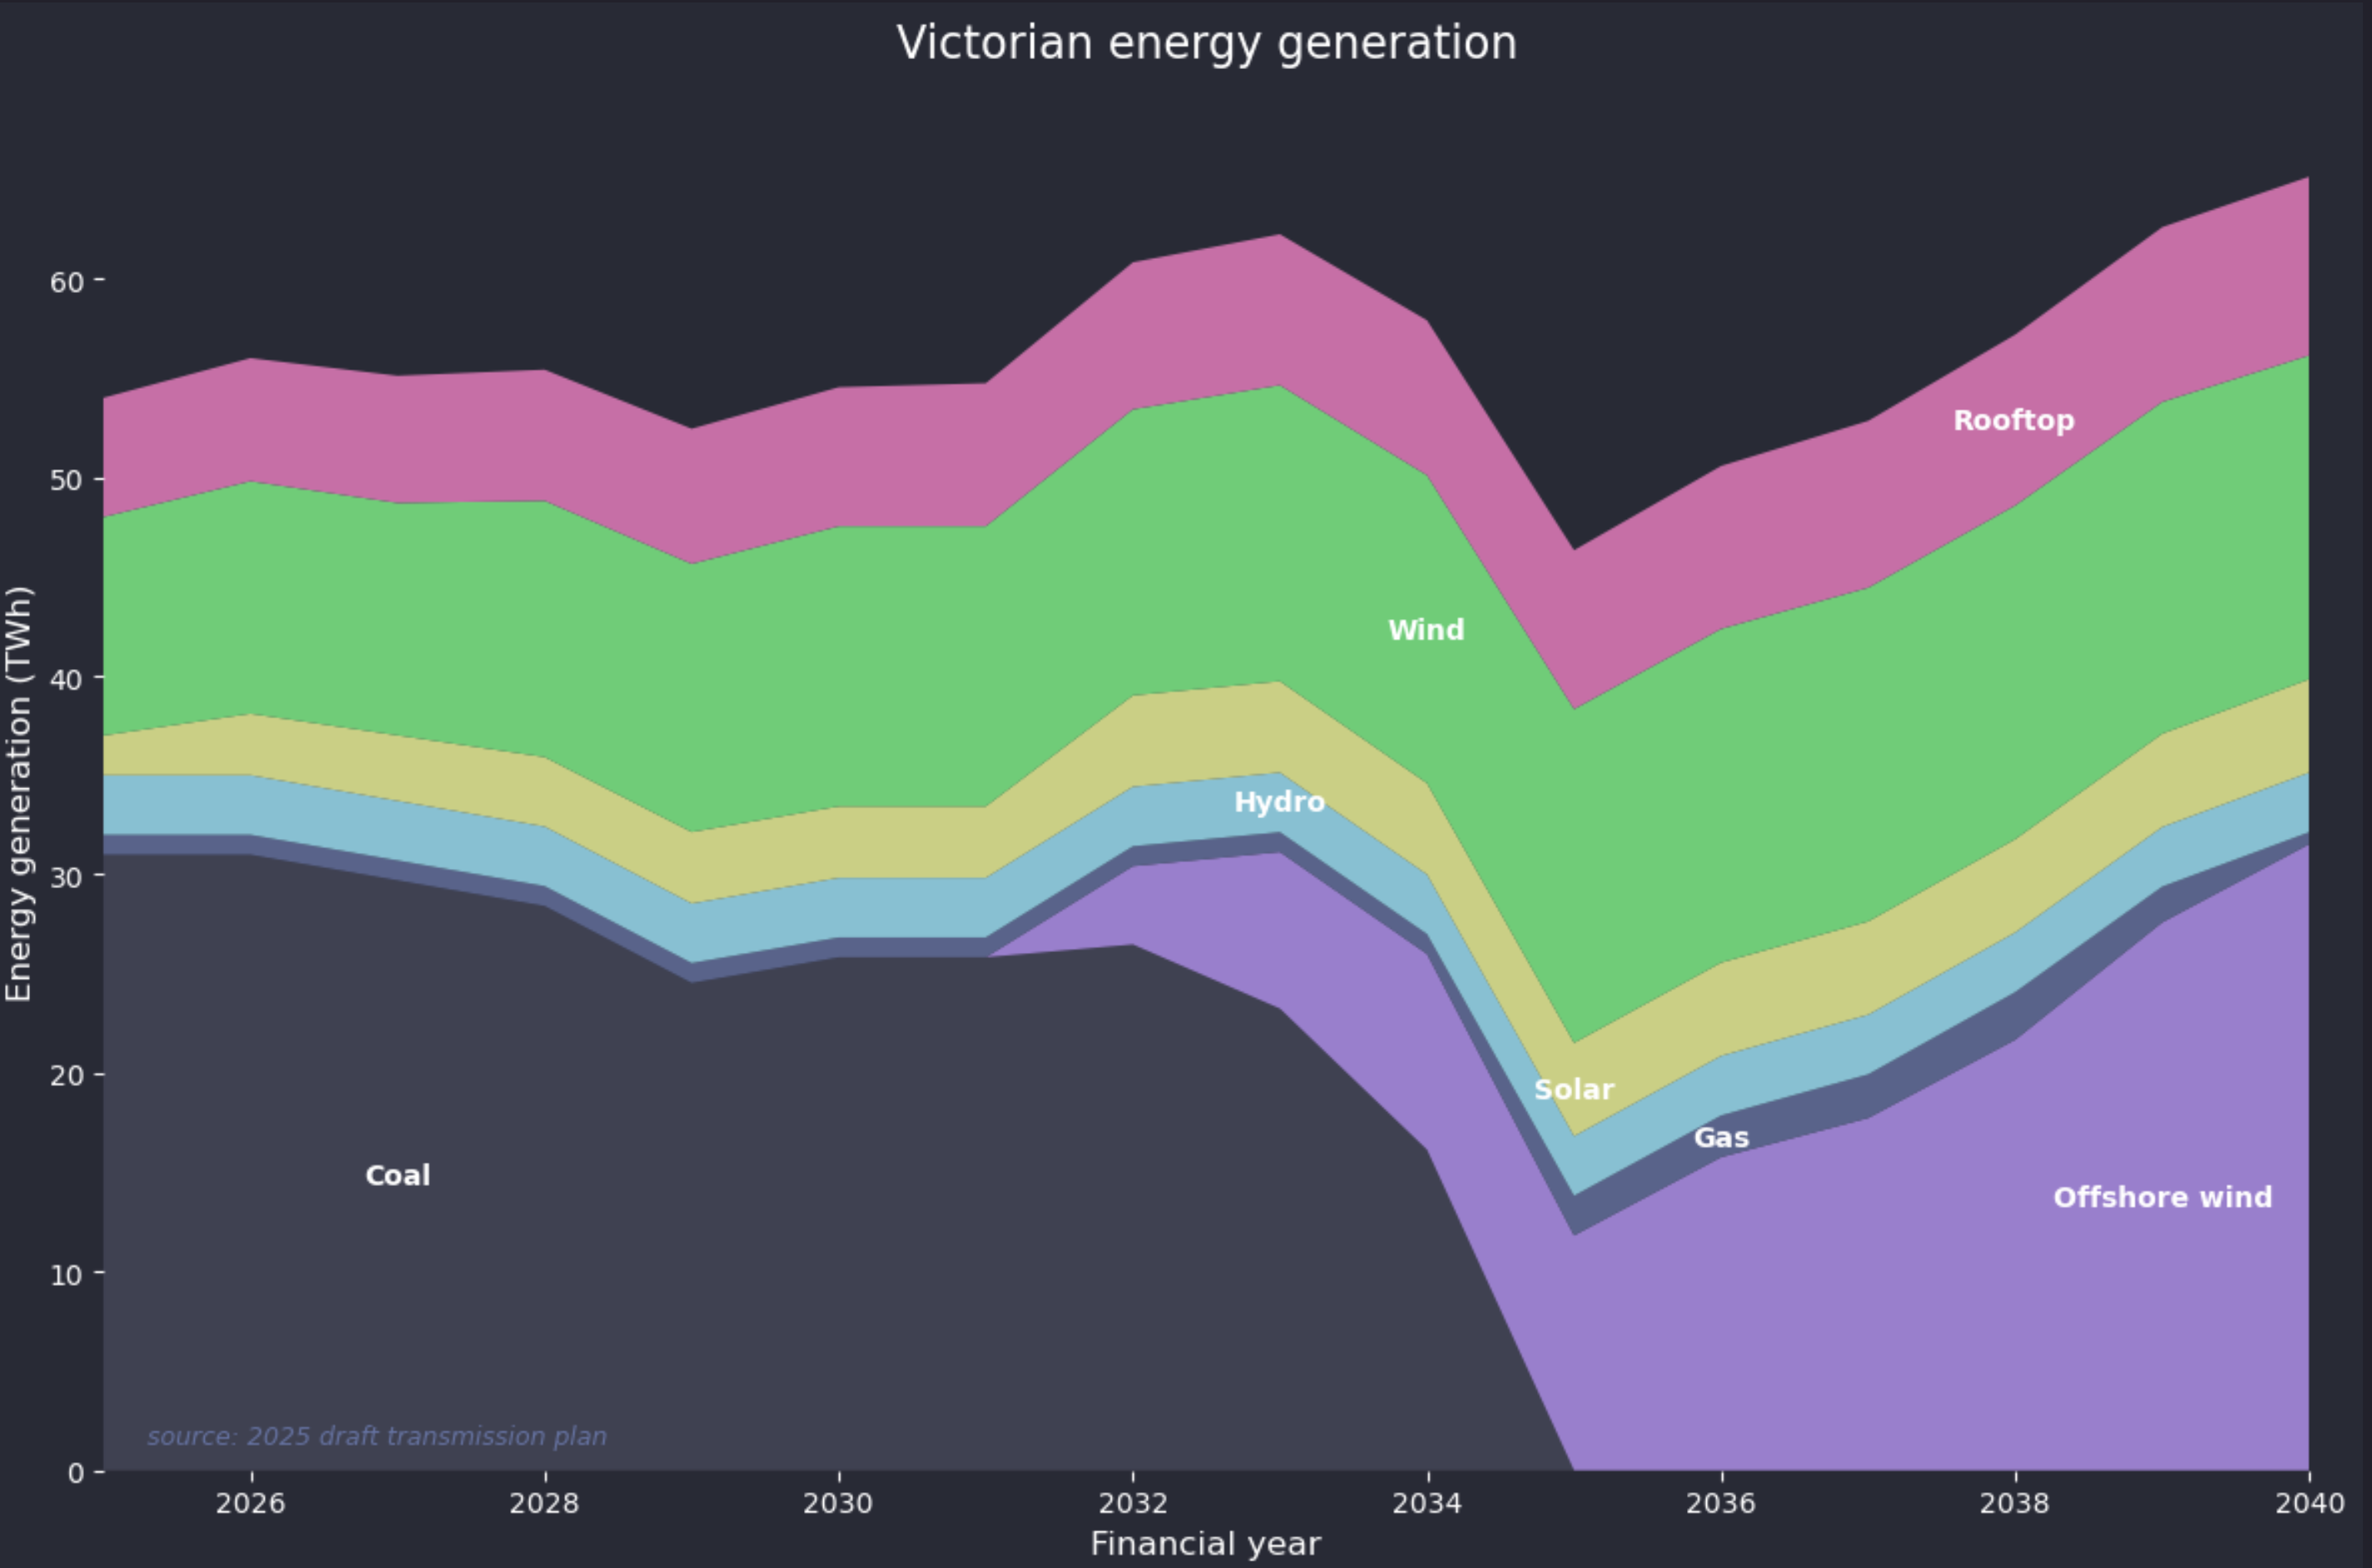 Victorian energy generation
Energy generation (TWh)
60
50
40
30
20
10
0
Rooftop
Wind
Hydro
Solar
Gas
Coal
Offshore wind
source: 2025 draft transmission plan
2026 2028 2030 2032 2034 2036 2038 2040
Financial year